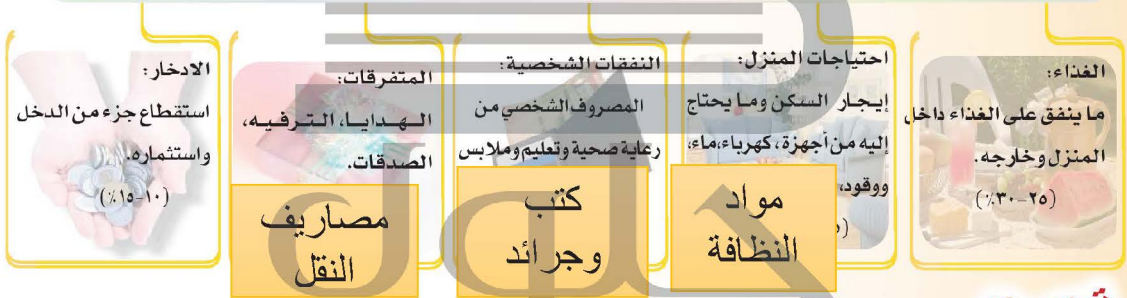 الغذاء:
ما ينفق على الغذاء داخل
المنزل وخارجه.
(٢٥-٣٠٪)
احتياجات المنزل:
إيجار السكن وما يحتاج
إليه من أجهزة، كهرباء، ماء،
ووقود،
مواد
النظافة
النفقات الشخصية:
المصروف الشخصي من
رعاية صحية وتعليم وملابس
كتب
وجرائد
المتفرقات:
الهدايا، الترفيه،
الصدقات.
مصاريف
النقل
الادخار:
استقطاع جزء من الدخل
واستثماره.
(١٠-١٥٪)